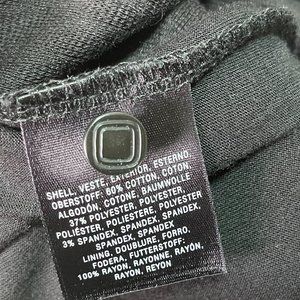 SHELL, VESTE, EXTERIOR, ESTERNO,
OBERSTOFF: 60% COTTON, COTON,
ALGODÓN, COTONE, BAUMWOLLE
37% POLYESTER, POLYESTER,
POLIÉSTER, POLIESTERE, POLYESTER
3% SPANDEX, SPANDEX, SPANDEX,
SPANDEX, SPANDEX
LINING, DOUBLURE, FORRO,
FODERA, FUTTERSTOFF:
100% RAYON, RAYONNE, RAYON,
RAYON, REYON